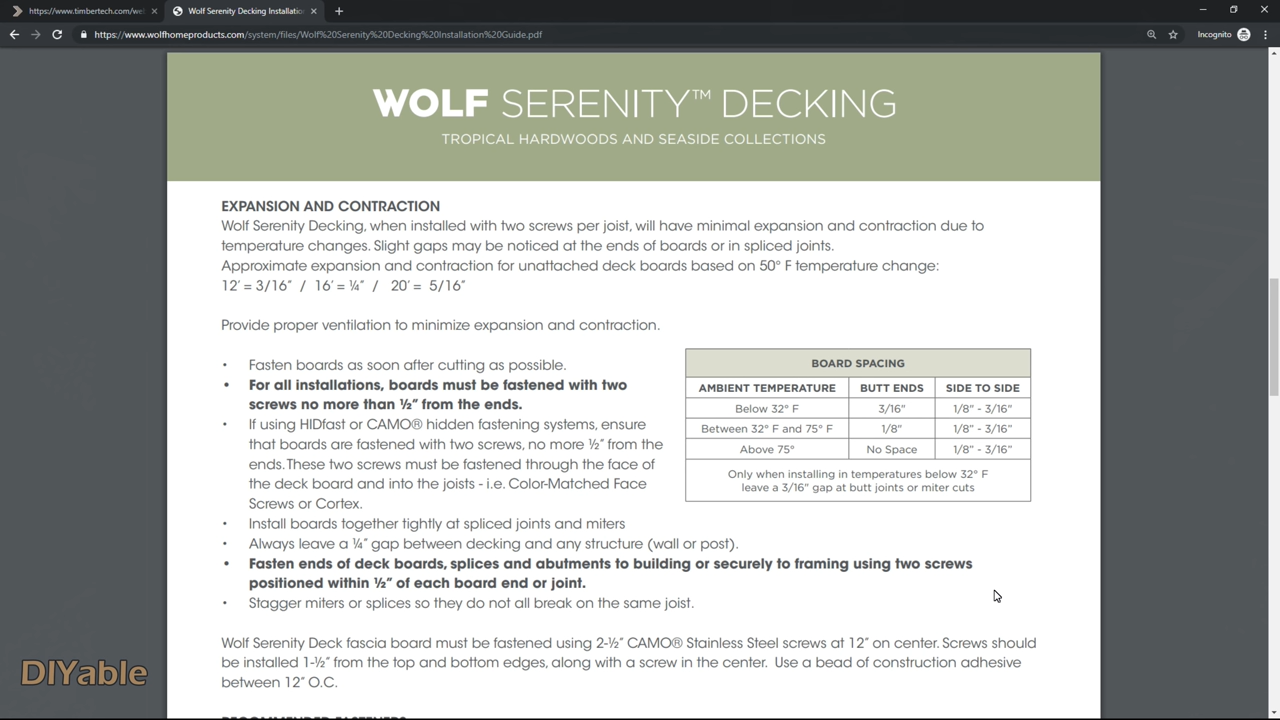 https://www.timbertech.com/wel
Wolf Serenity Decking Installatio
https://www.wolfhomeproducts.com/system/files/Wolf%20Serenity%20Decking%20Installation%20Guide.pdf
Incognito
WOLF SERENITY™ DECKING
TROPICAL HARDWOODS AND SEASIDE COLLECTIONS
EXPANSION AND CONTRACTION
Wolf Serenity Decking, when installed with two screws per joist, will have minimal expansion and contraction due to
temperature changes. Slight gaps may be noticed at the ends of boards or in spliced joints.
Approximate expansion and contraction for unattached deck boards based on 50° F temperature change:
12′ = 3/16″ / 16′ = ¼″ / 20′ = 5/16″
Provide proper ventilation to minimize expansion and contraction.
• Fasten boards as soon after cutting as possible.
• For all installations, boards must be fastened with two
screws no more than ½″ from the ends.
• If using HIDfast or CAMO® hidden fastening systems, ensure
that boards are fastened with two screws, no more ½″ from the
ends. These two screws must be fastened through the face of
the deck board and into the joists - i.e. Color-Matched Face
Screws or Cortex.
• Install boards together tightly at spliced joints and miters
• Always leave a ¼″ gap between decking and any structure (wall or post).
• Fasten ends of deck boards, splices and abutments to building or securely to framing using two screws
positioned within ½″ of each board end or joint.
• Stagger miters or splices so they do not all break on the same joist.
BOARD SPACING
AMBIENT TEMPERATURE BUTT ENDS SIDE TO SIDE
Below 32° F 3/16" 1/8" - 3/16"
Between 32° F and 75° F 1/8" 1/8" - 3/16"
Above 75° No Space 1/8" - 3/16"
Only when installing in temperatures below 32° F
leave a 3/16" gap at butt joints or miter cuts
Wolf Serenity Deck fascia board must be fastened using 2-½″ CAMO® Stainless Steel screws at 12″ on center. Screws should
be installed 1-½″ from the top and bottom edges, along with a screw in the center. Use a bead of construction adhesive
between 12″ O.C.
RECOMMENDED FASTENERS
DIYable